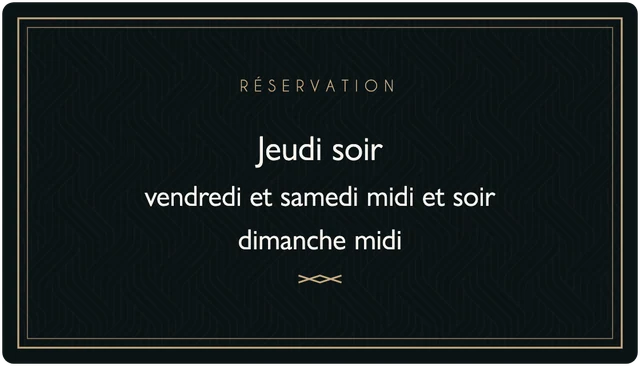 RÉSERVATION
Jeudi soir
vendredi et samedi midi et soir
dimanche midi